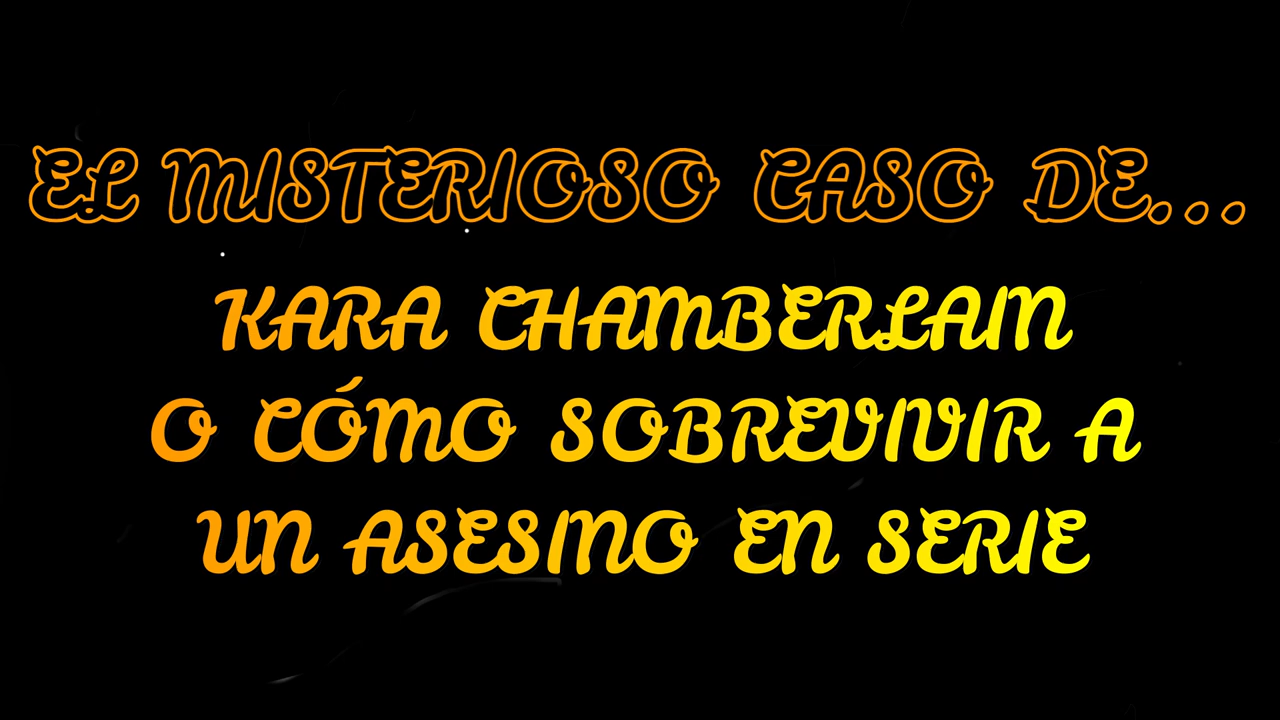 EL MISTERIOSO CASO DE...
KARA CHAMBERLAIN
O CÓMO SOBREVIVIR A
UN ASESINO EN SERIE